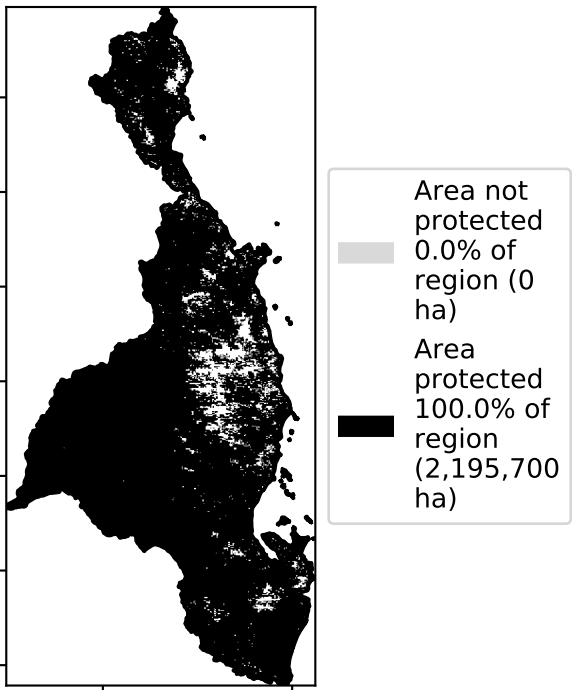 Area not
protected
0.0% of
region (0
ha)
Area
protected
100.0% of
region
(2,195,700
ha)